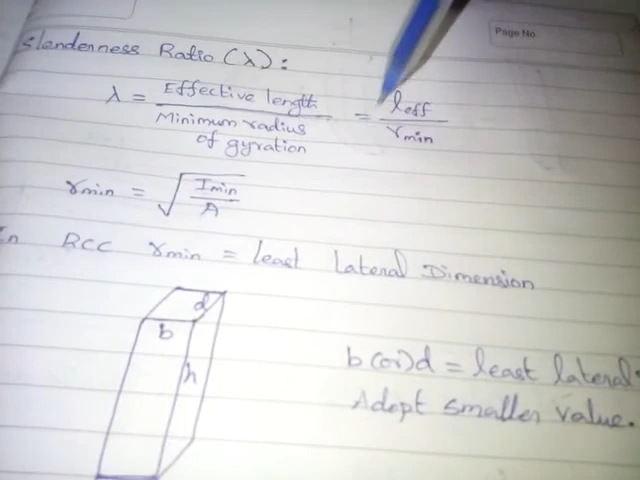 Slenderness Ratio (λ):
Page No
λ = Effective length / Minimum radius of gyration = leff / rmin
rmin = √(Imin / A)
In RCC rmin = least Lateral Dimension
d
b
h
b (or) d = least lateral
Adopt smaller value.